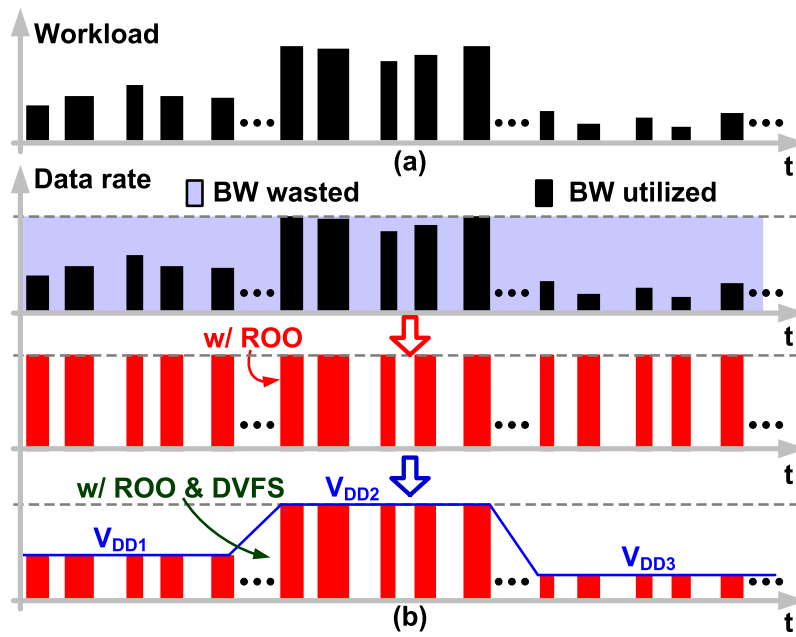 Workload
...
...
...
(a)
t
Data rate
BW wasted
BW utilized
...
...
...
t
w/ ROO
...
...
...
t
w/ ROO & DVFS
VDD2
VDD1
VDD3
...
...
...
(b)
t